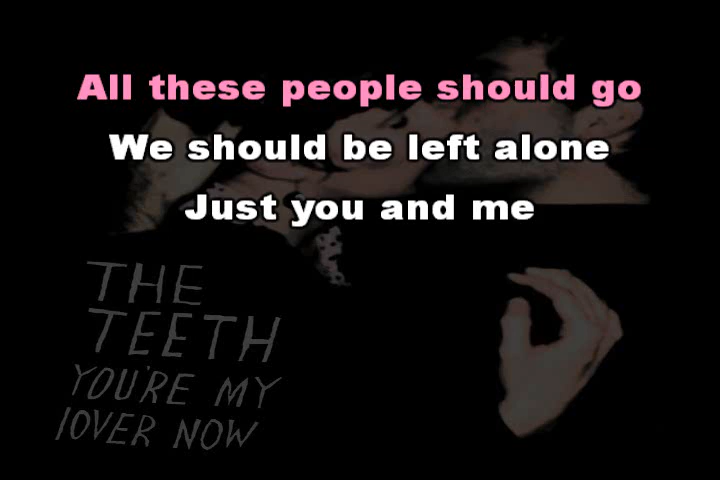 All these people should go
We should be left alone
Just you and me
THE
TEETH
YOU'RE MY
lOVER NOW